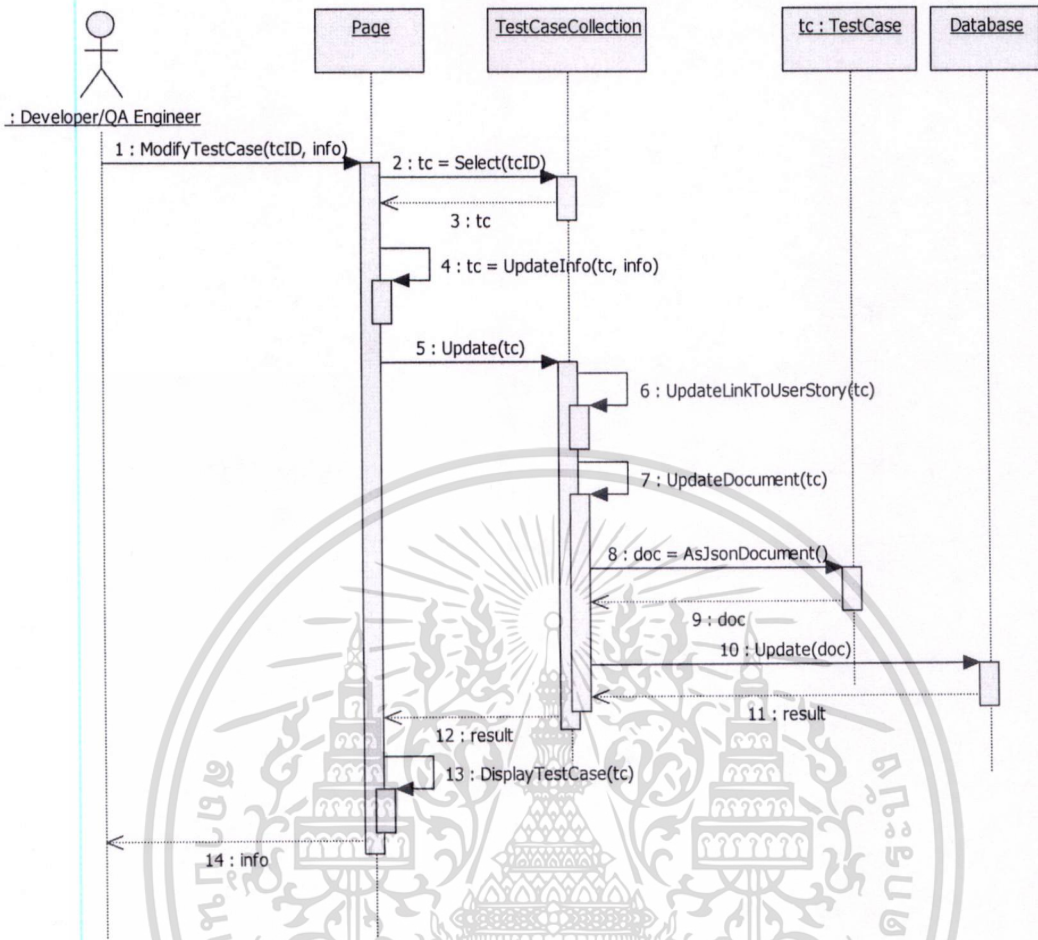 Page
TestCaseCollection
tc : TestCase
Database
: Developer/QA Engineer
1 : ModifyTestCase(tcID, info)
2 : tc = Select(tcID)
3 : tc
4 : tc = UpdateInfo(tc, info)
5 : Update(tc)
6 : UpdateLinkToUserStory(tc)
7 : UpdateDocument(tc)
8 : doc = AsJsonDocument()
9 : doc
10 : Update(doc)
11 : result
12 : result
13 : DisplayTestCase(tc)
14 : info